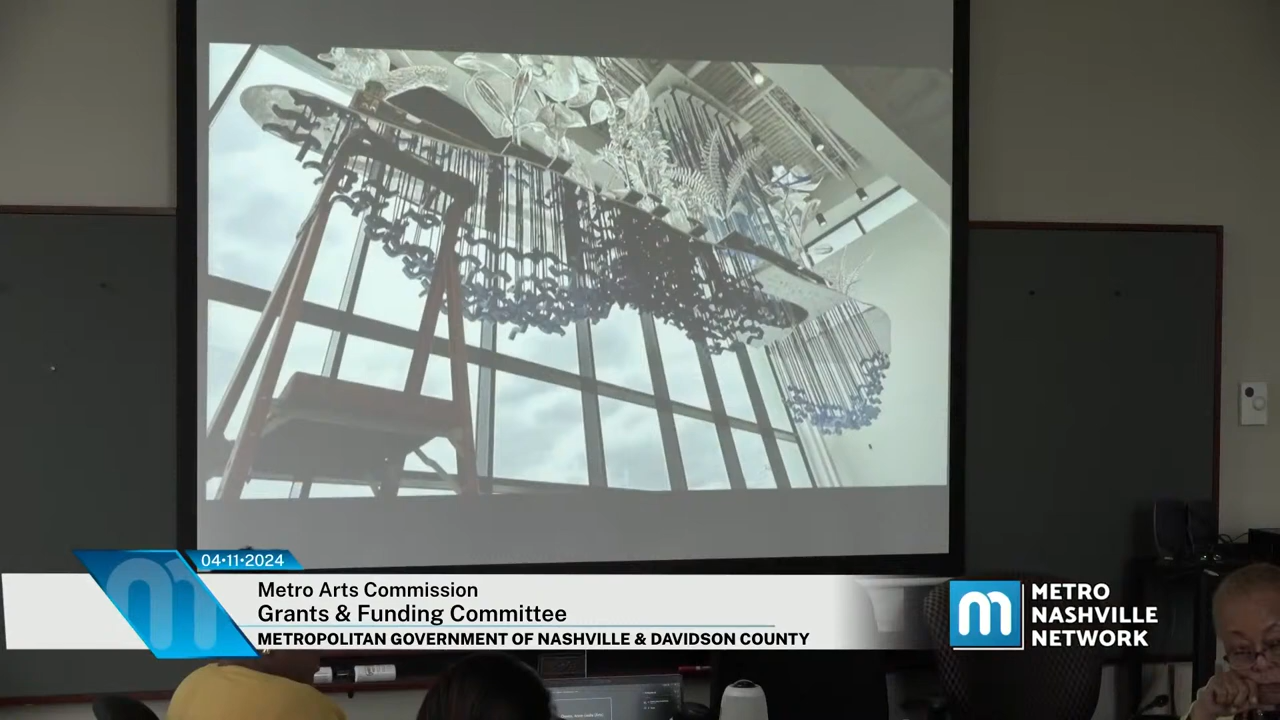 04•11•2024
Metro Arts Commission
Grants & Funding Committee
METROPOLITAN GOVERNMENT OF NASHVILLE & DAVIDSON COUNTY
METRO
NASHVILLE
NETWORK